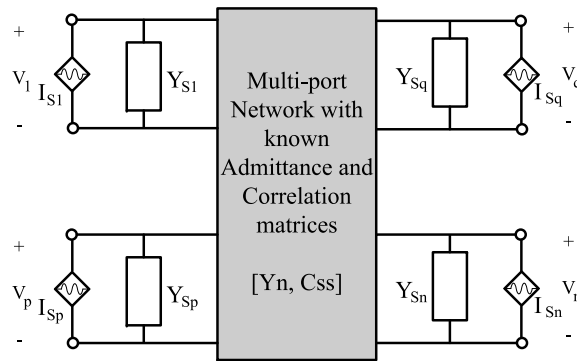 + + 
V1 IS1 YS1 YSq ISq
- -
Multi-port
Network with
known
Admittance and
Correlation
matrices
[Yn, Css]
+ +
Vp ISp YSp YSn ISn
- -